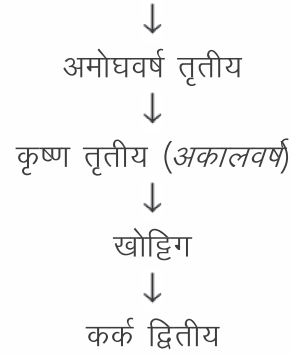 ↓
अमोघवर्ष तृतीय
↓
कृष्ण तृतीय (अकालवर्ष)
↓
खोट्टिग
↓
कर्क द्वितीय